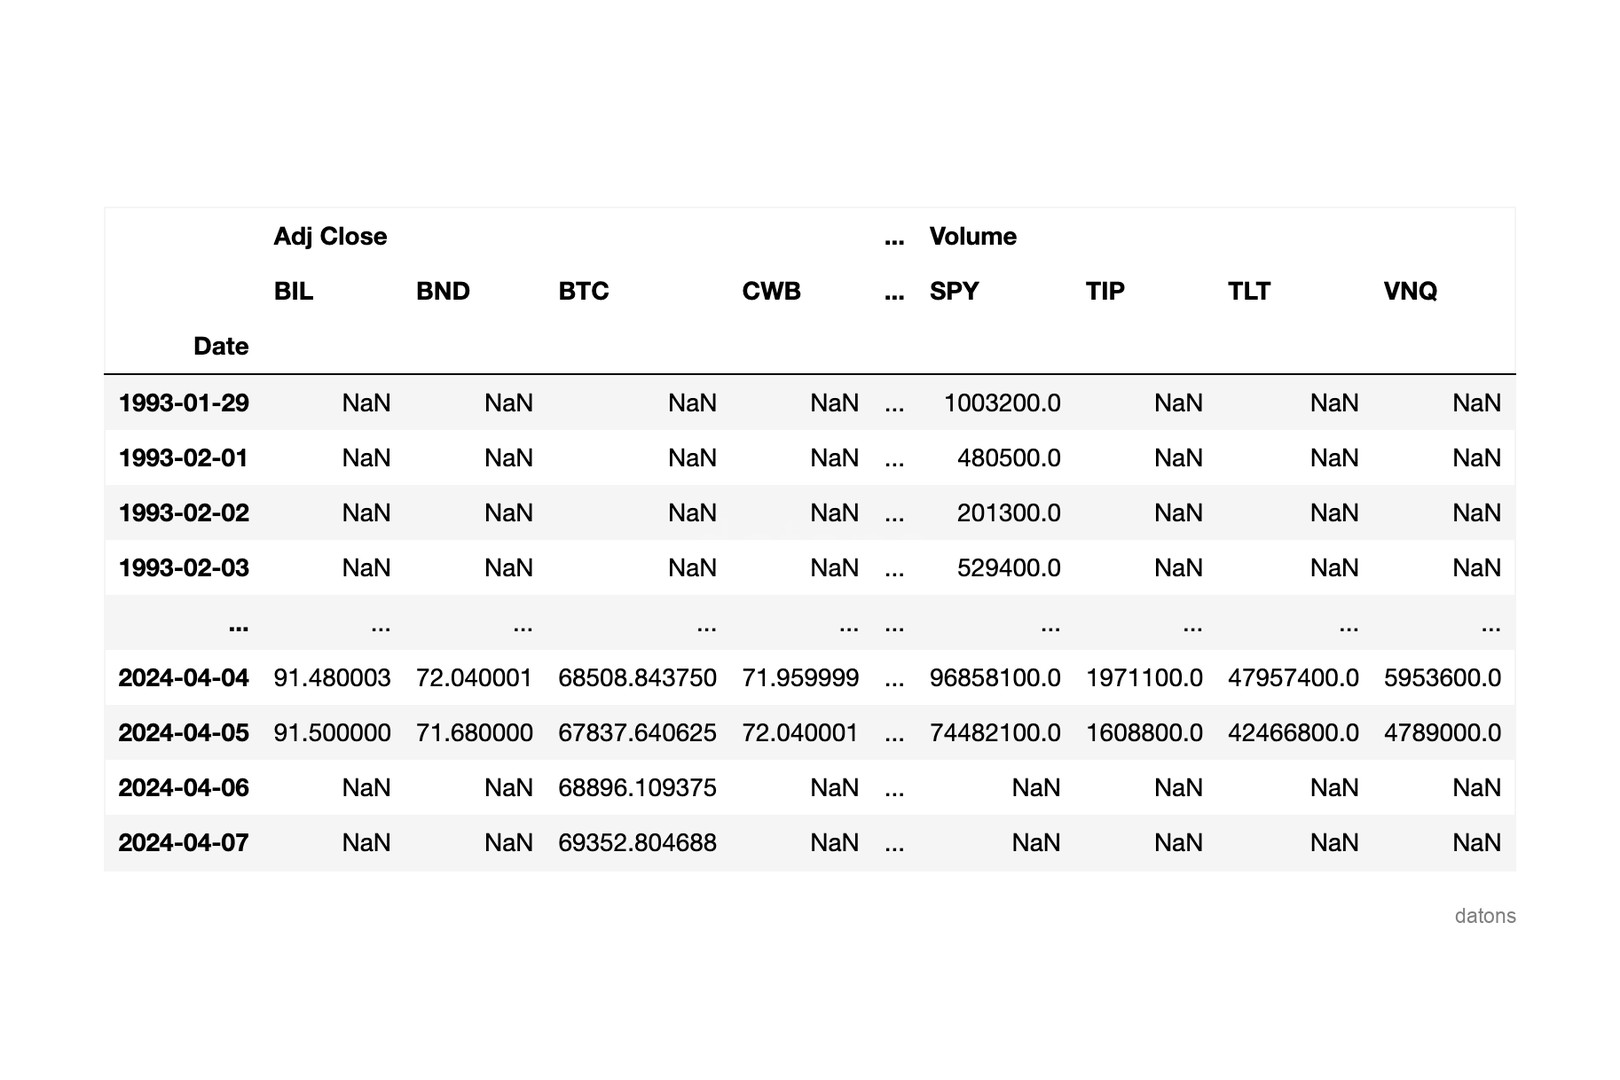 Adj Close ... Volume
BIL BND BTC CWB ... SPY TIP TLT VNQ
Date
1993-01-29 NaN NaN NaN NaN ... 1003200.0 NaN NaN NaN
1993-02-01 NaN NaN NaN NaN ... 480500.0 NaN NaN NaN
1993-02-02 NaN NaN NaN NaN ... 201300.0 NaN NaN NaN
1993-02-03 NaN NaN NaN NaN ... 529400.0 NaN NaN NaN
... ... ... ... ... ... ... ... ... ...
2024-04-04 91.480003 72.040001 68508.843750 71.959999 ... 96858100.0 1971100.0 47957400.0 5953600.0
2024-04-05 91.500000 71.680000 67837.640625 72.040001 ... 74482100.0 1608800.0 42466800.0 4789000.0
2024-04-06 NaN NaN 68896.109375 NaN ... NaN NaN NaN NaN
2024-04-07 NaN NaN 69352.804688 NaN ... NaN NaN NaN NaN
datons